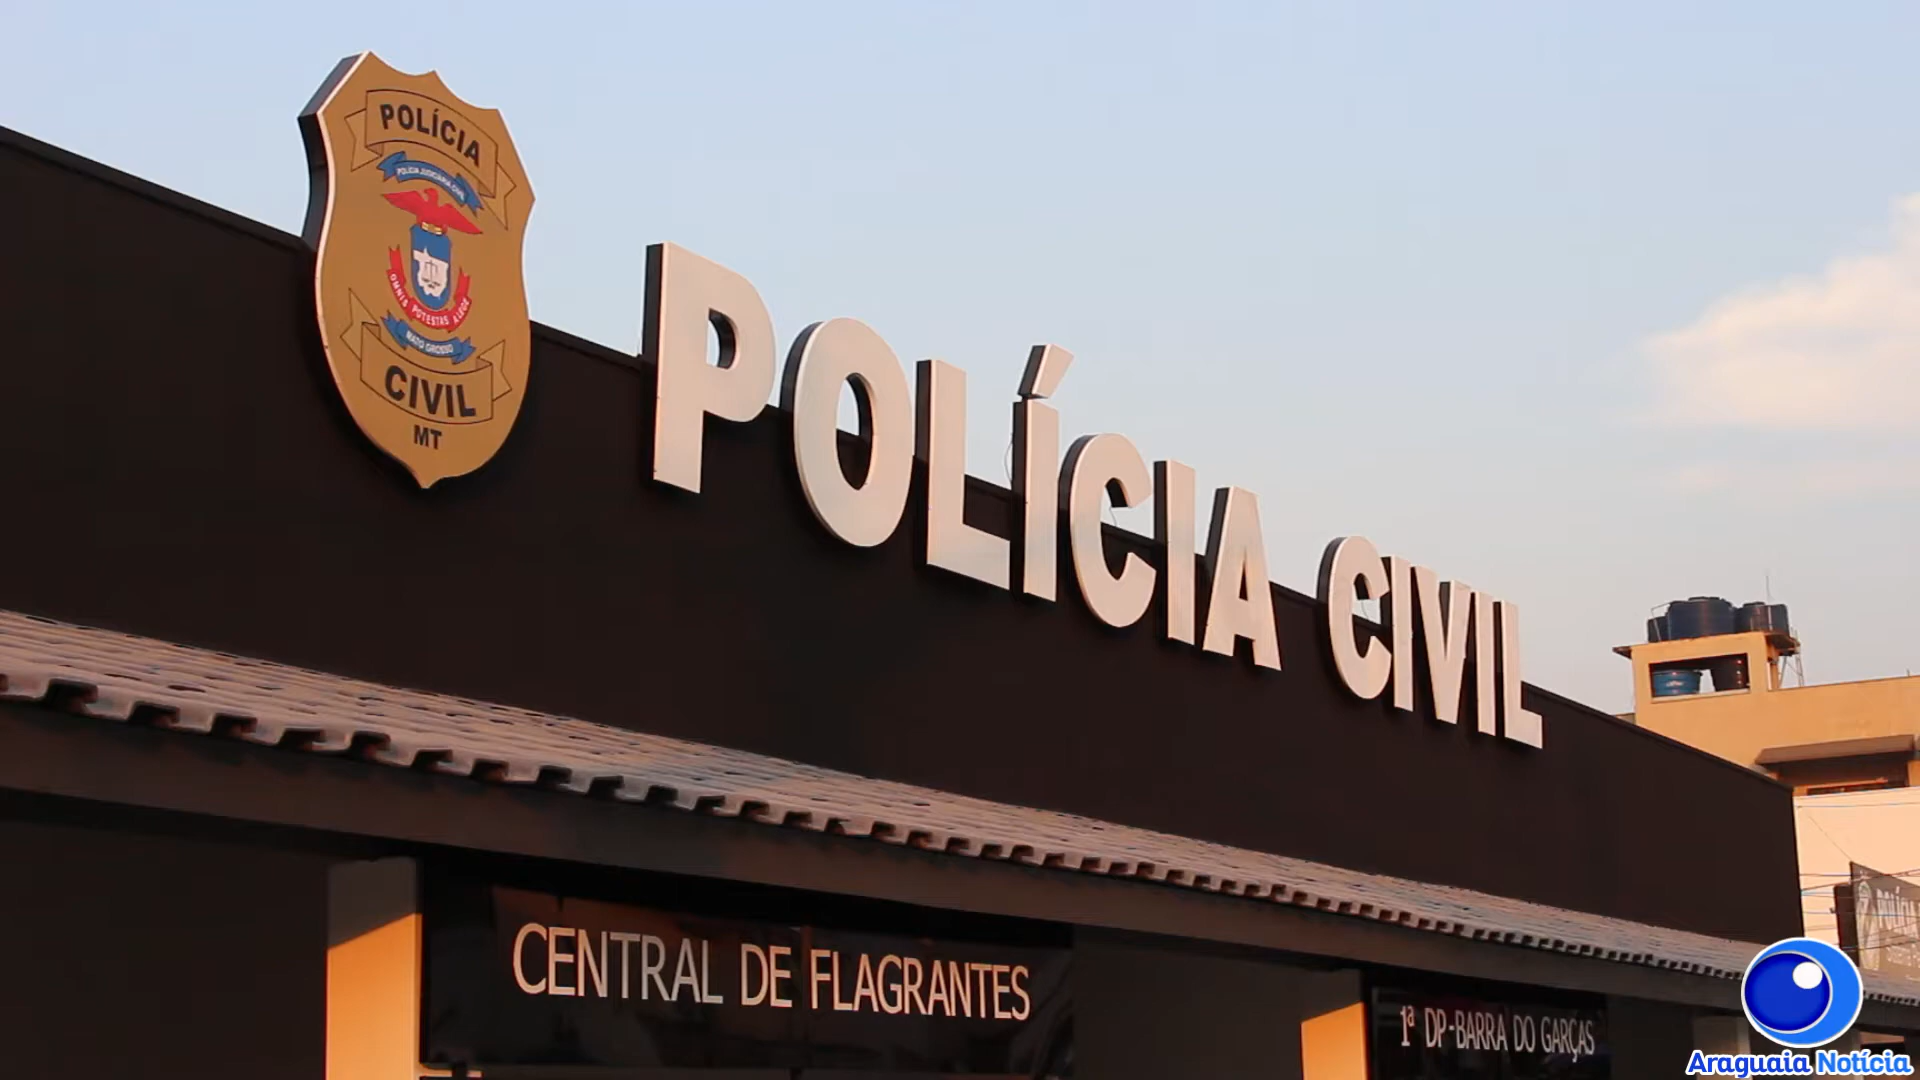 POLÍCIA
POLÍCIA JUDICIÁRIA CIVIL
OMNIS POTESTAS A LEGE
MATO GROSSO
CIVIL
MT
POLÍCIA CIVIL
CENTRAL DE FLAGRANTES
1ª DP-BARRA DO GARÇAS
POLÍCIA
Araguaia Notícia